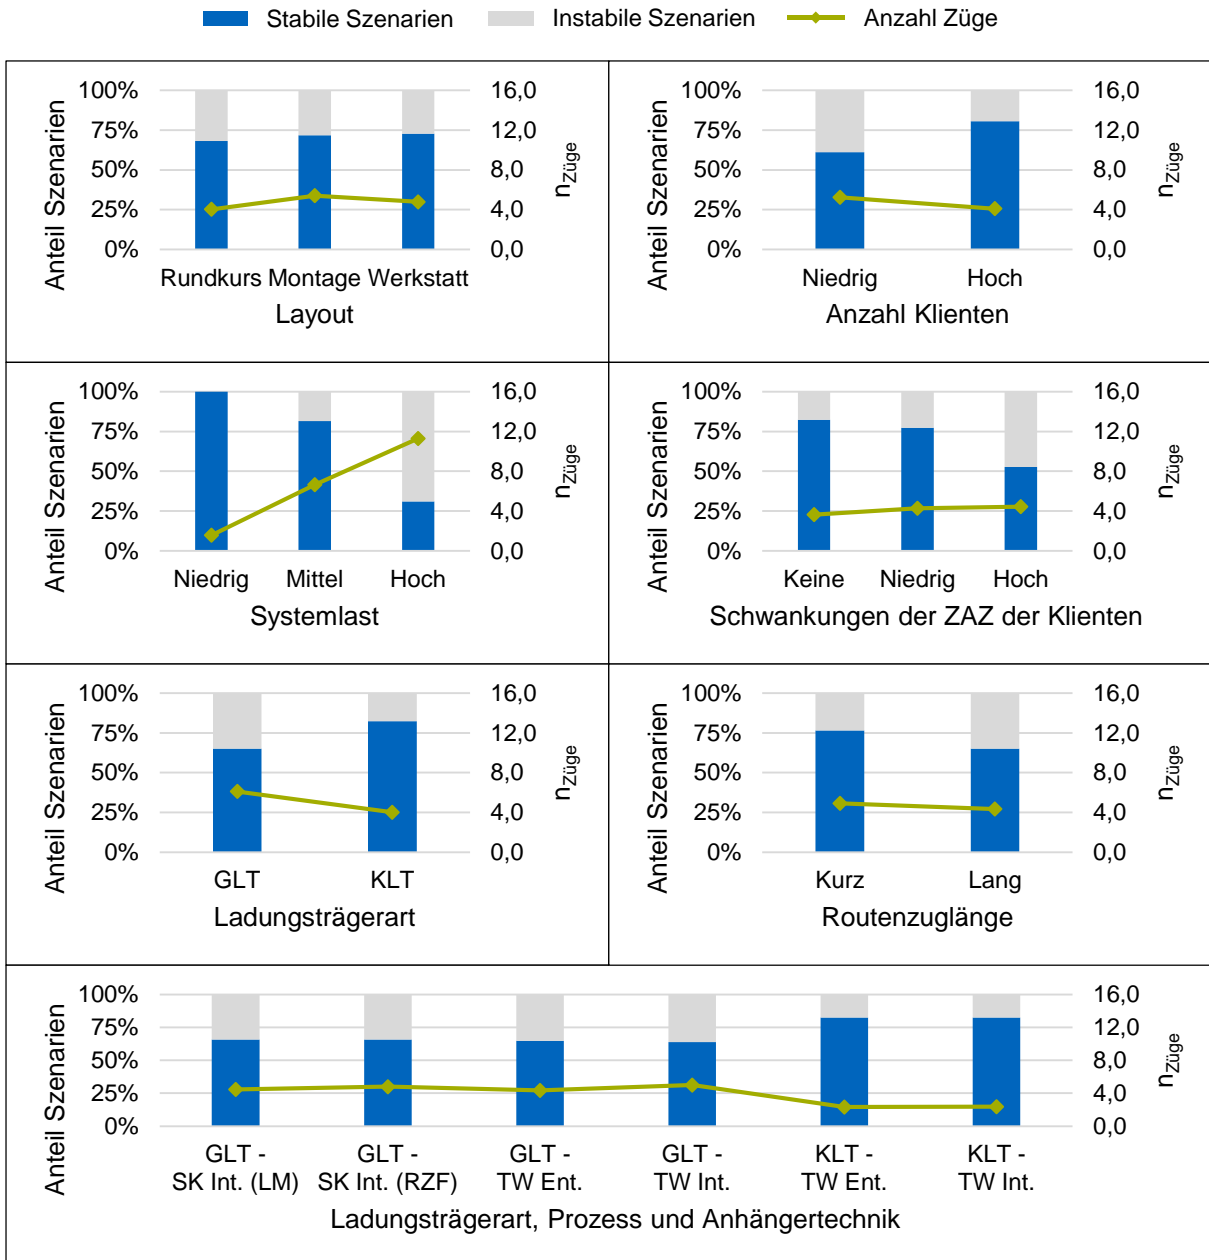 Stabile Szenarien Instabile Szenarien Anzahl Züge
Anteil Szenarien
100%
75%
50%
25%
0%
16,0
12,0
8,0
4,0
0,0
nZüge
Rundkurs Montage Werkstatt
Layout
Anteil Szenarien
100%
75%
50%
25%
0%
16,0
12,0
8,0
4,0
0,0
nZüge
Niedrig Hoch
Anzahl Klienten
Anteil Szenarien
100%
75%
50%
25%
0%
16,0
12,0
8,0
4,0
0,0
nZüge
Niedrig Mittel Hoch
Systemlast
Anteil Szenarien
100%
75%
50%
25%
0%
16,0
12,0
8,0
4,0
0,0
nZüge
Keine Niedrig Hoch
Schwankungen der ZAZ der Klienten
Anteil Szenarien
100%
75%
50%
25%
0%
16,0
12,0
8,0
4,0
0,0
nZüge
GLT KLT
Ladungsträgerart
Anteil Szenarien
100%
75%
50%
25%
0%
16,0
12,0
8,0
4,0
0,0
nZüge
Kurz Lang
Routenzuglänge
Anteil Szenarien
100%
75%
50%
25%
0%
16,0
12,0
8,0
4,0
0,0
nZüge
GLT - GLT - GLT - GLT - KLT - KLT -
SK Int. (LM) SK Int. (RZF) TW Ent. TW Int. TW Ent. TW Int.
Ladungsträgerart, Prozess und Anhängertechnik